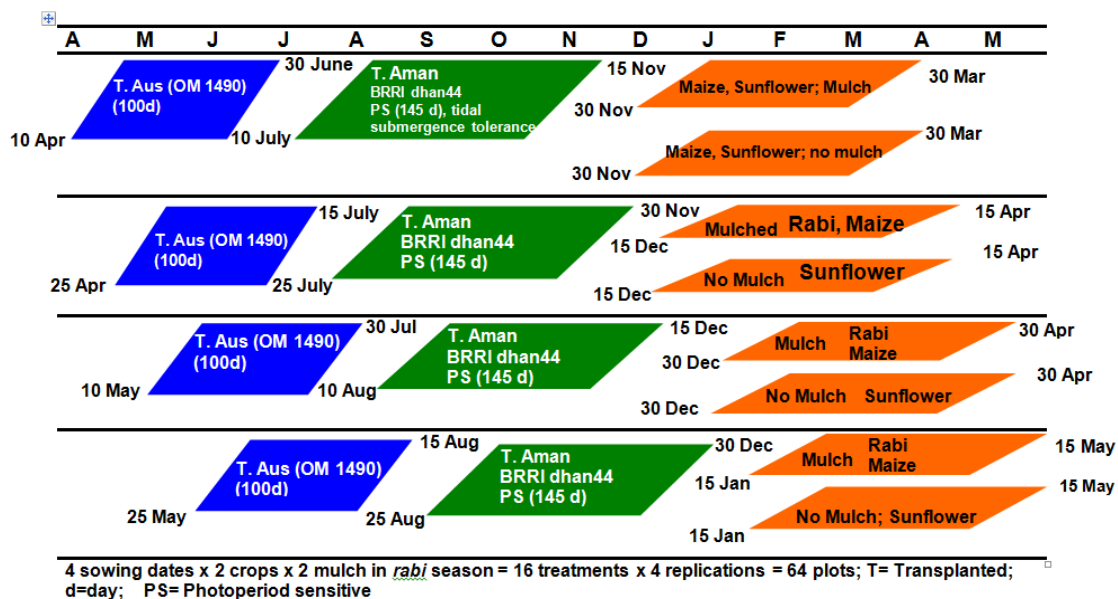 A M J J A S O N D J F M A M
30 June
T. Aus (OM 1490)
(100d)
10 Apr
10 July
T. Aman
BRRI dhan44
PS (145 d), tidal
submergence tolerance
15 Nov
30 Nov
Maize, Sunflower; Mulch
30 Mar
30 Nov
Maize, Sunflower; no mulch
30 Mar
15 July
T. Aus (OM 1490)
(100d)
25 Apr
25 July
T. Aman
BRRI dhan44
PS (145 d)
30 Nov
15 Dec
Mulched Rabi, Maize
15 Apr
15 Dec
No Mulch Sunflower
15 Apr
30 Jul
T. Aus (OM 1490)
(100d)
10 May
10 Aug
T. Aman
BRRI dhan44
PS (145 d)
15 Dec
30 Dec
Mulch Rabi
Maize
30 Apr
30 Dec
No Mulch Sunflower
30 Apr
15 Aug
T. Aus (OM 1490)
(100d)
25 May
25 Aug
T. Aman
BRRI dhan44
PS (145 d)
30 Dec
15 Jan
Mulch Rabi
Maize
15 May
15 Jan
No Mulch; Sunflower
15 May
4 sowing dates x 2 crops x 2 mulch in rabi season = 16 treatments x 4 replications = 64 plots; T= Transplanted;
d=day; PS= Photoperiod sensitive